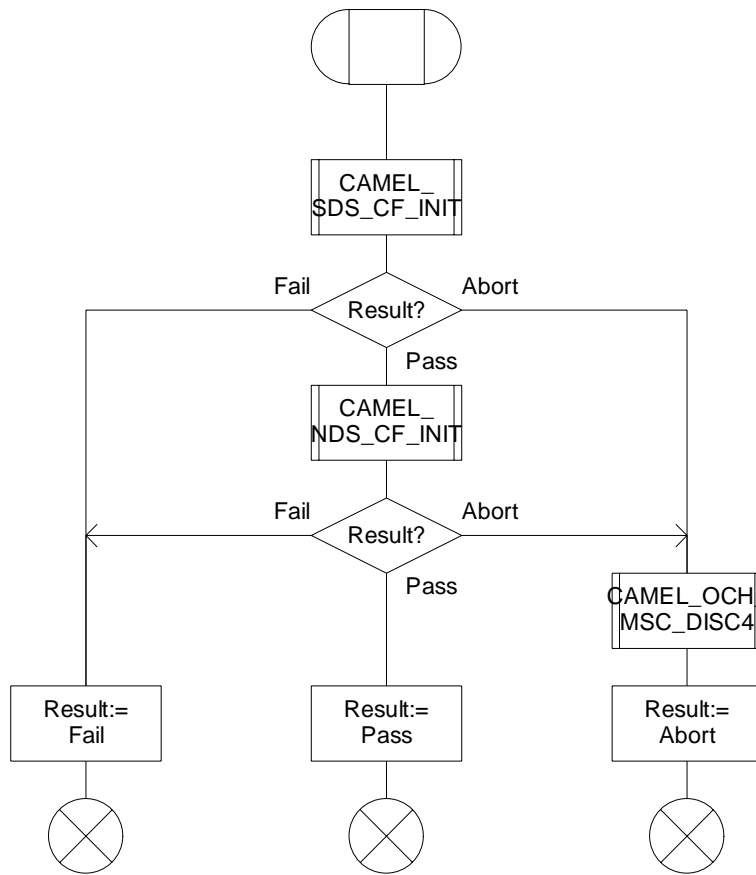 CAMEL_
SDS_CF_INIT
Fail
Abort
Result?
Pass
CAMEL_
NDS_CF_INIT
Fail
Abort
Result?
Pass
CAMEL_OCH_
MSC_DISC4
Result:=
Fail
Result:=
Pass
Result:=
Abort